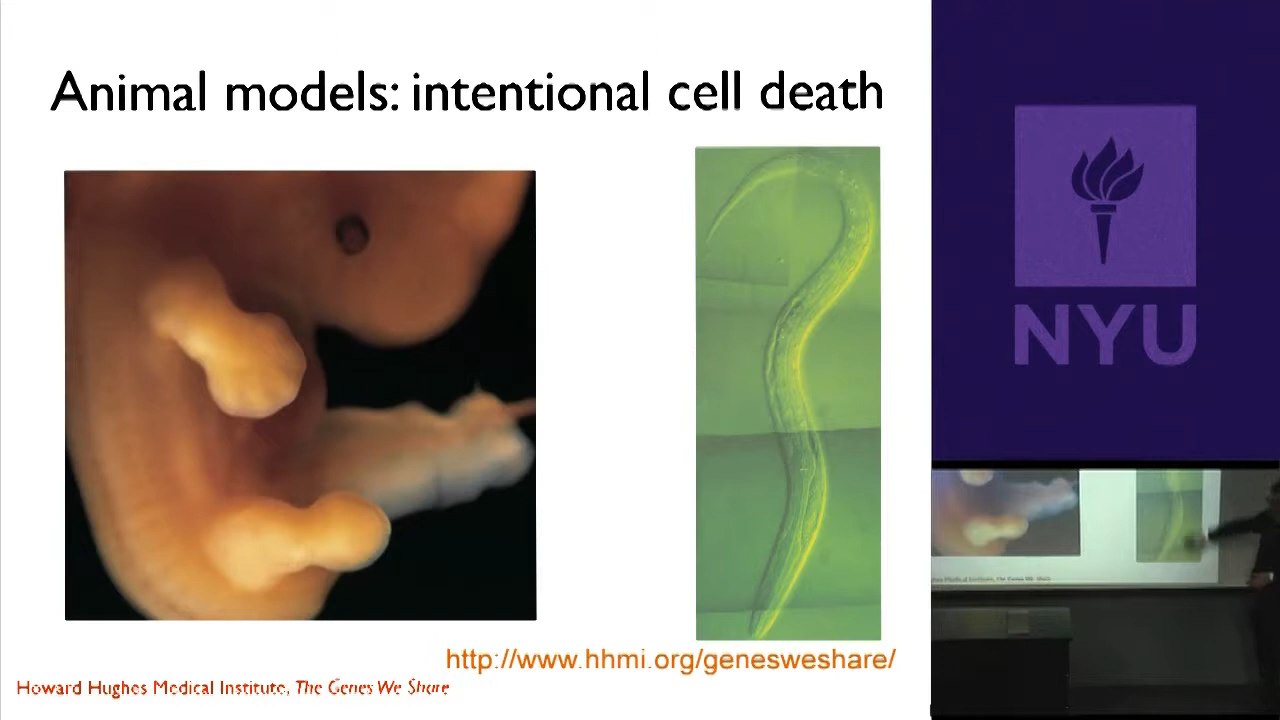 Animal models: intentional cell death
NYU
http://www.hhmi.org/genesweshare/
Howard Hughes Medical Institute, The Genes We Share